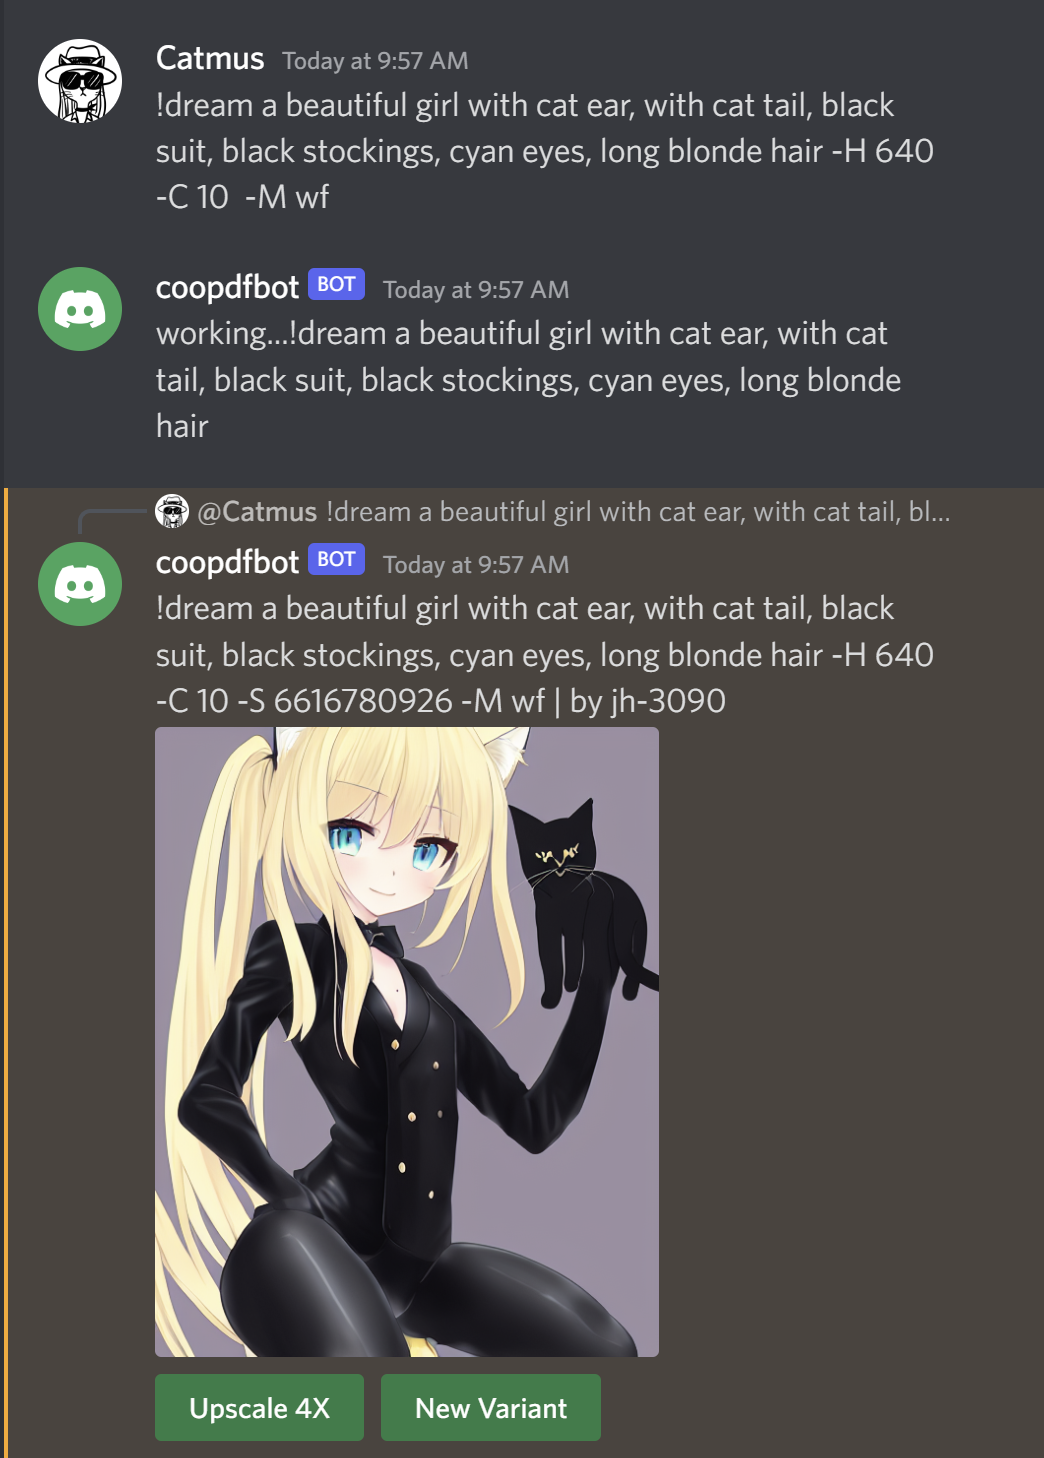 Catmus Today at 9:57 AM
!dream a beautiful girl with cat ear, with cat tail, black
suit, black stockings, cyan eyes, long blonde hair -H 640
-C 10  -M wf
coopdfbot BOT Today at 9:57 AM
working...!dream a beautiful girl with cat ear, with cat
tail, black suit, black stockings, cyan eyes, long blonde
hair
@Catmus !dream a beautiful girl with cat ear, with cat tail, bl...
coopdfbot BOT Today at 9:57 AM
!dream a beautiful girl with cat ear, with cat tail, black
suit, black stockings, cyan eyes, long blonde hair -H 640
-C 10 -S 6616780926 -M wf | by jh-3090
Upscale 4X New Variant